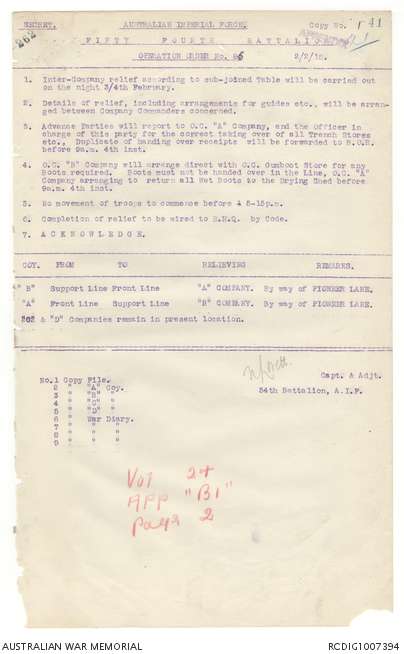 SECRET. AUSTRALIAN IMPERIAL FORCE. Copy No.
262
F I F T Y F O U R T H B A T T A L I O N
OPERATION ORDER No. 86 2/2/18.
1. Inter-Company relief according to sub-joined Table will be carried out
on the night 3/4th February.
2. Details of relief, including arrangements for guides etc., will be arran-
ged between Company Commanders concerned.
3. Advance Parties will report to O.C. "A" Company, and the Officer in
charge of this party for the correct taking over of all Trench Stores
etc., Duplicate of handing over receipts will be forwarded to B.O.R.
before 9a.m. 4th inst.
4. O.C. "B" Company will arrange direct with O.C. Gumboot Store for any
Boots required. Boots must not be handed over in the Line, O.C. "A"
Company arranging to return all Wet Boots to the Drying Shed before
9a.m. 4th inst.
5. No movement of troops to commence before 5-15p.m.
6. Completion of relief to be wired to B.H.Q. by Code.
7. A C K N O W L E D G E.
COY. FROM TO RELIEVING REMARKS.
"B" Support Line Front Line "A" COMPANY. By way of PIONEER LANE.
"A" Front Line Support Line "B" COMPANY. By way of PIONEER LANE.
& "D" Companies remain in present location.
Capt. & Adjt.
54th Battalion, A.I.F.
No.1 Copy File.
2 " "A" Coy.
3 " "B" "
4 " "C" "
5 " "D" "
6 " War Diary.
7 " "
8 " "
9 " "
Vol 24
APP "B1"
Page 2
AUSTRALIAN WAR MEMORIAL RCDIG1007394